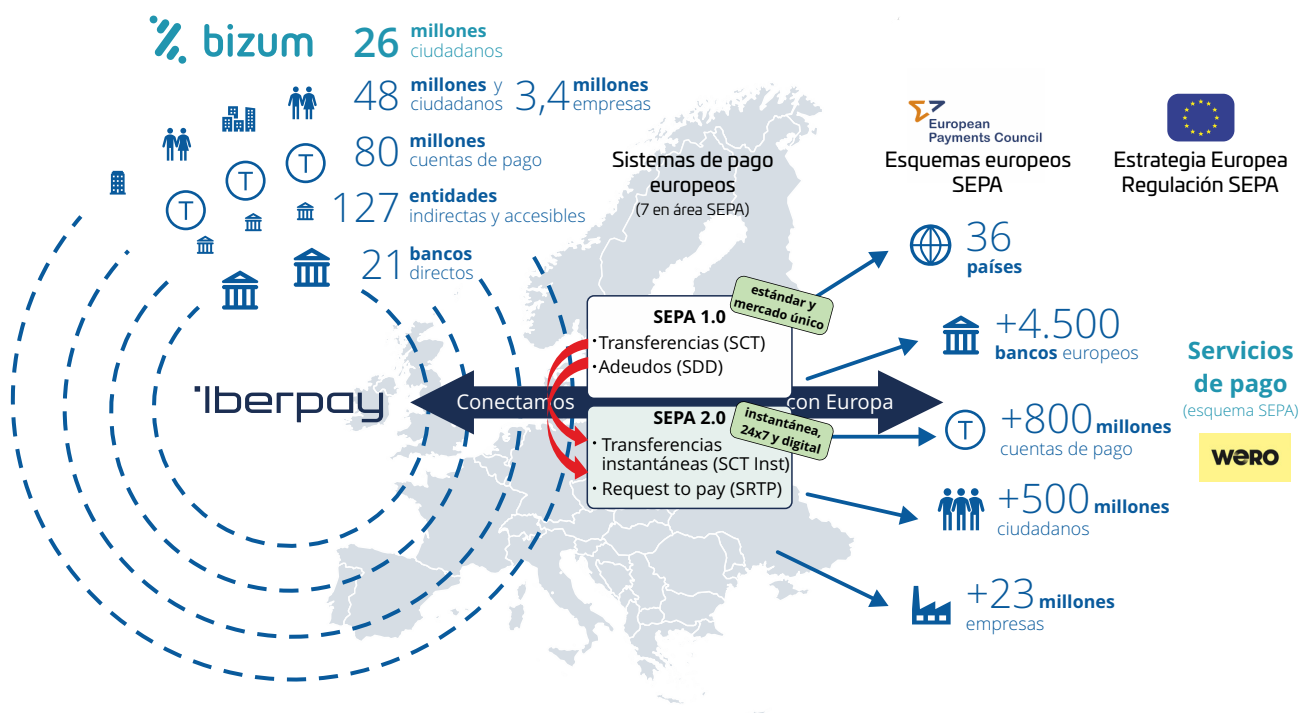 bizum
26 millones
ciudadanos
48 millones y
ciudadanos
3,4 millones
empresas
80 millones
cuentas de pago
127 entidades
indirectas y accesibles
21 bancos
directos
T
T
T
Iberpay
Conectamos
con Europa
Sistemas de pago
europeos
(7 en área SEPA)
SEPA 1.0
estándar y
mercado único
·Transferencias (SCT)
·Adeudos (SDD)
SEPA 2.0
instantánea,
24x7 y digital
· Transferencias
instantáneas (SCT Inst)
· Request to pay (SRTP)
European
Payments Council
Esquemas europeos
SEPA
36
países
+4.500
bancos europeos
T
+800 millones
cuentas de pago
+500 millones
ciudadanos
+23 millones
empresas
Estrategia Europea
Regulación SEPA
Servicios
de pago
(esquema SEPA)
wero